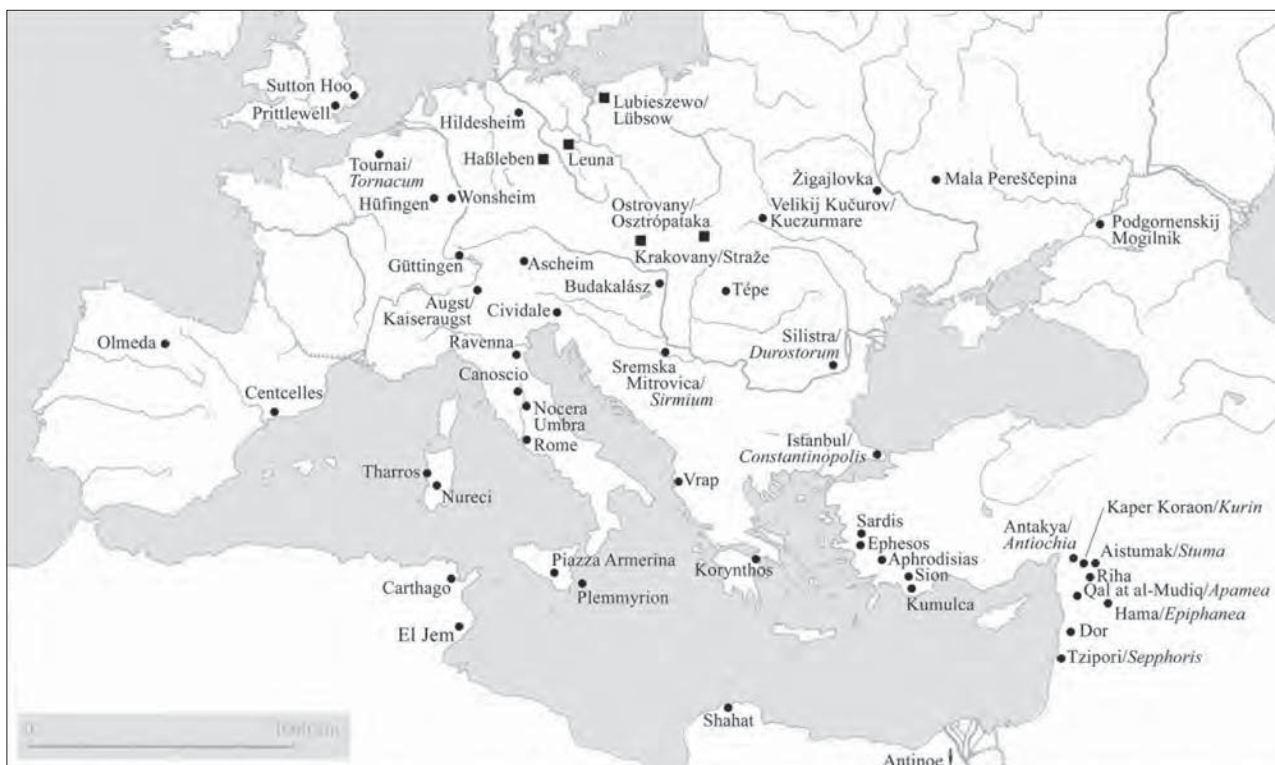 Sutton Hoo
Prittlewell
Lubieszewo/
Lübsow
Hildesheim
Haßleben
Leuna
Tournai/
Tornacum
Hüfingen
Wonsheim
Žigajlovka
Mala Pereščepina
Ostrovany/
Osztrópataka
Velikij Kučurov/
Kuczurmare
Podgornenskij
Mogilnik
Krakovany/Straže
Güttingen
Ascheim
Budakalász
Tépe
Augst/
Kaiseraugst
Cividale
Olmeda
Ravenna
Silistra/
Durostorum
Canoscio
Sremska
Mitrovica/
Sirmium
Centcelles
Nocera
Umbra
Rome
Istanbul/
Constantinopolis
Tharros
Nureci
Vrap
Kaper Koraon/Kurin
Sardis
Antakya/
Antiochia
Ephesos
Aistumak/Stuma
Piazza Armerina
Korynthos
Aphrodisias
Sion
Riha
Carthago
Plemmyrion
Kumulca
Qal at al-Mudiq/Apamea
Hama/Epiphanea
El Jem
Dor
Tzipori/Sepphoris
Shahat
0
Antinoe